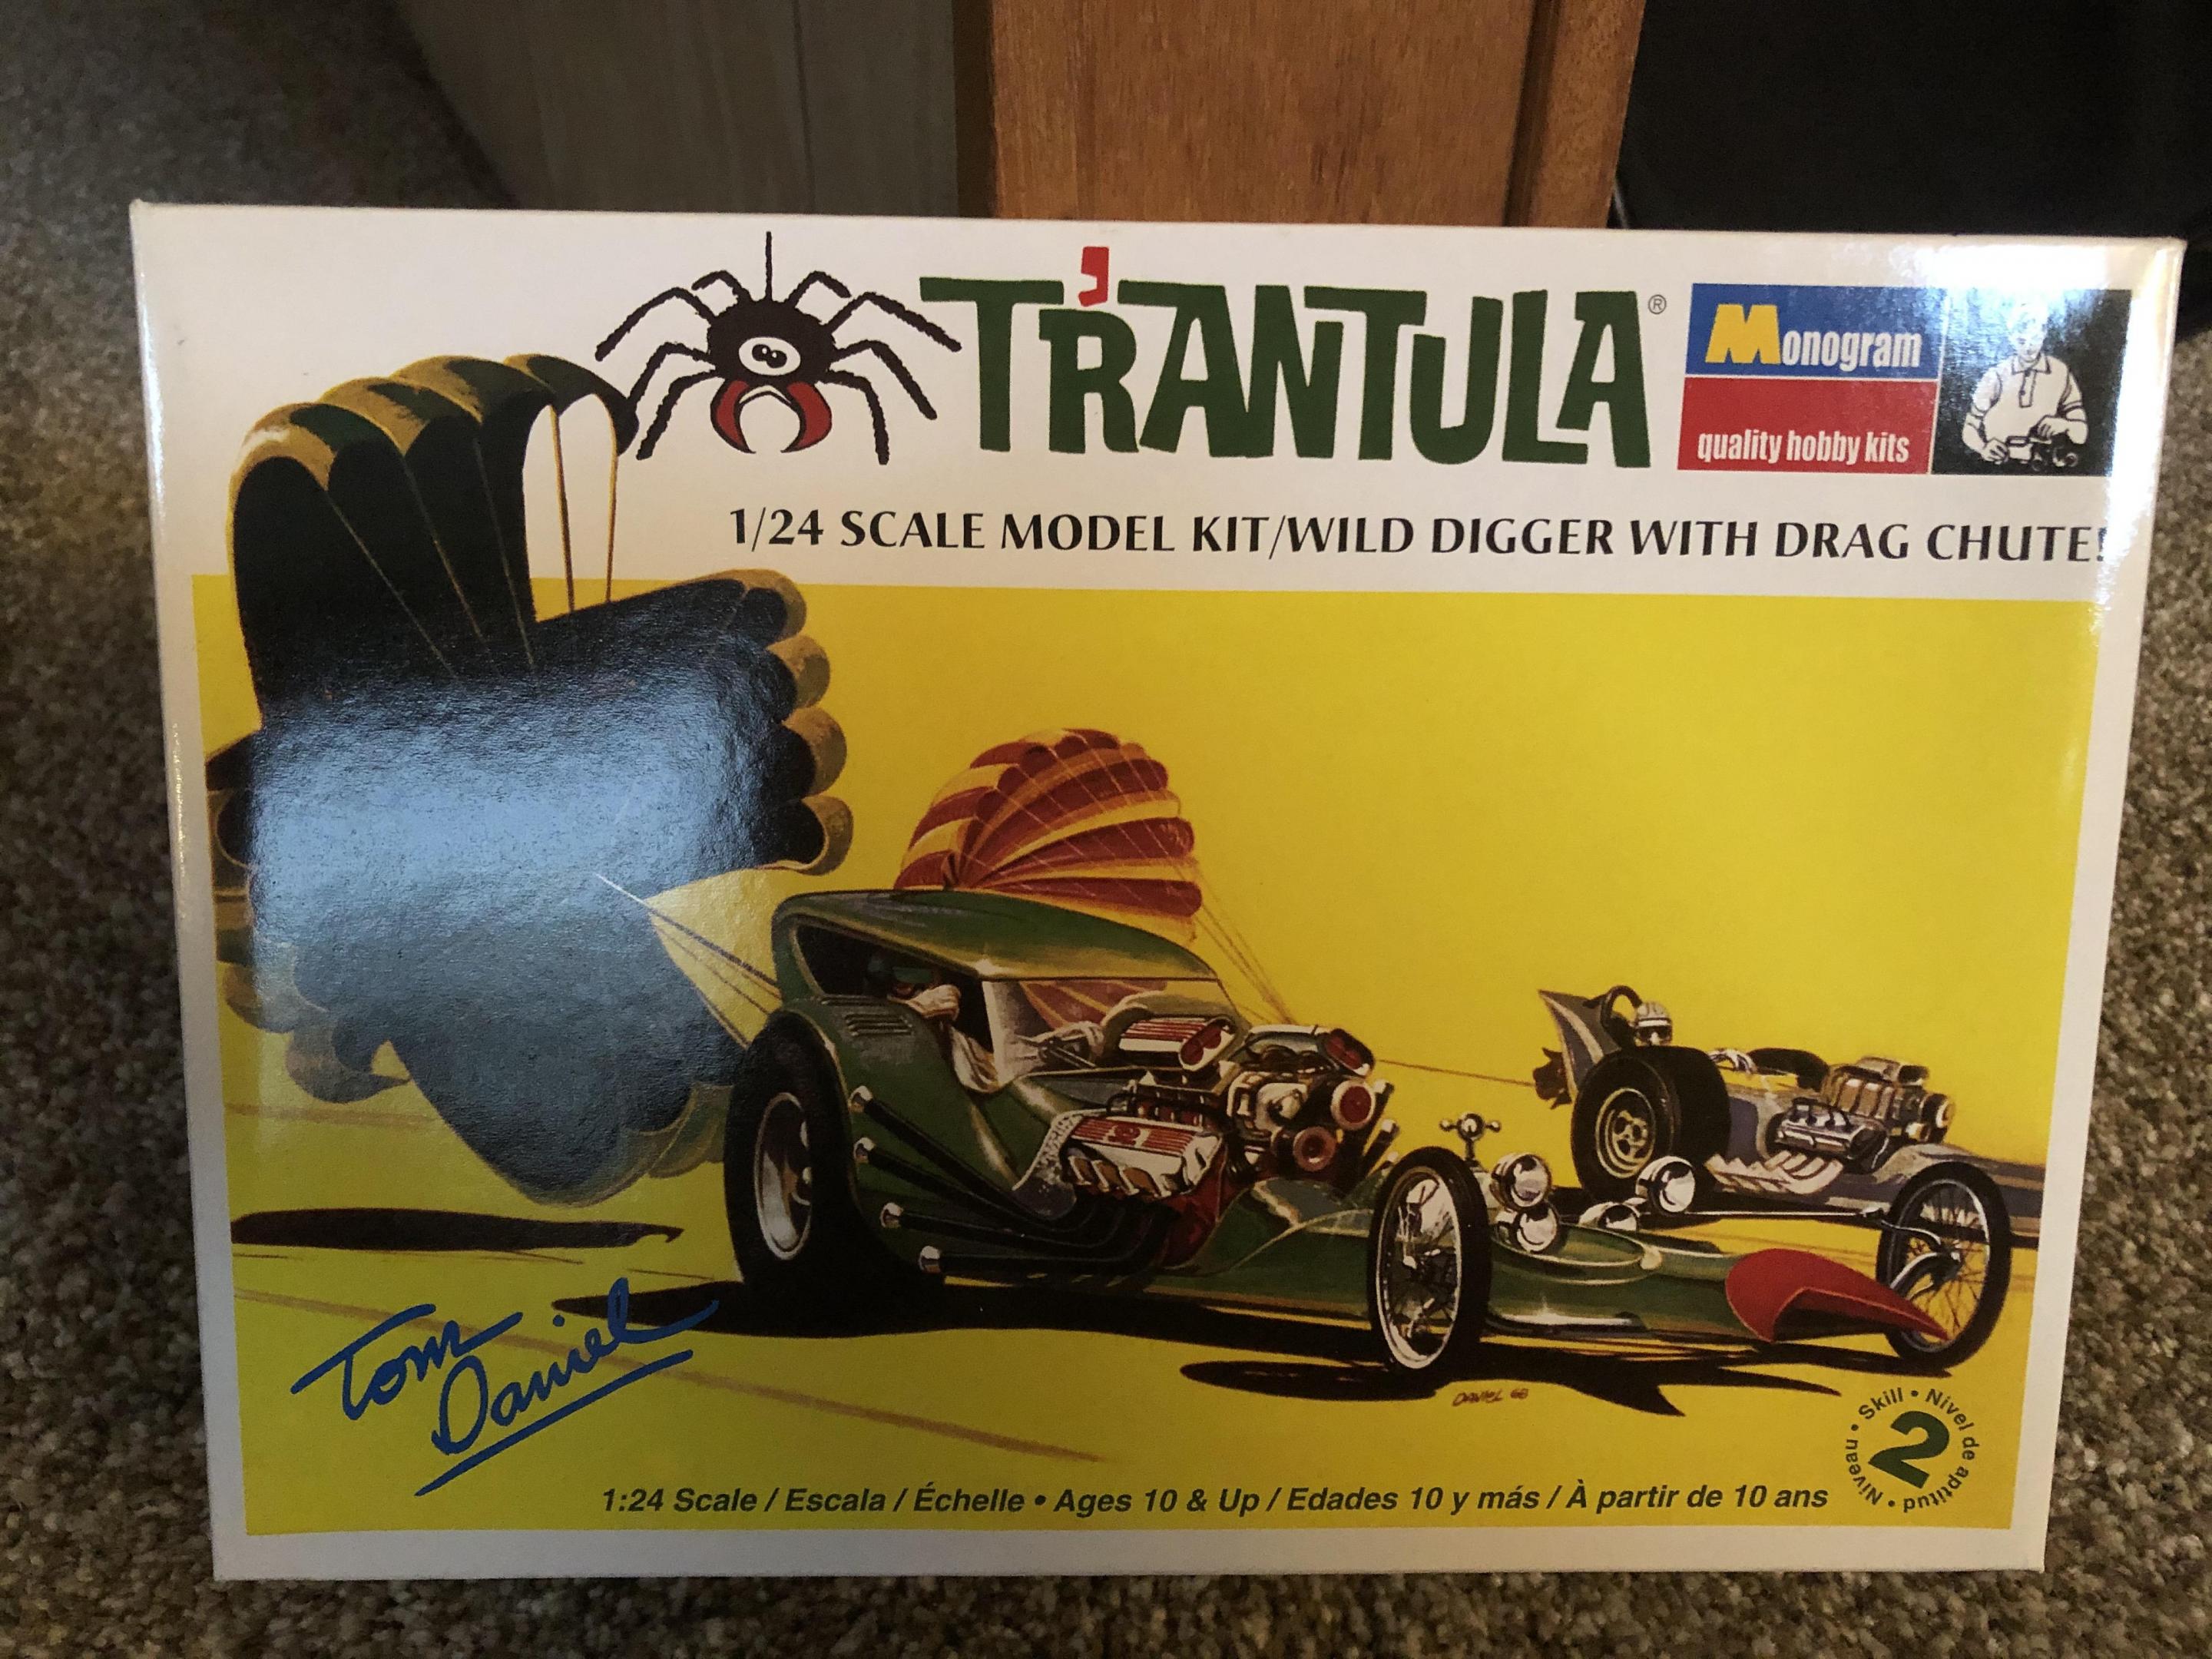 T'RANTULA®
Monogram
quality hobby kits
1/24 SCALE MODEL KIT/WILD DIGGER WITH DRAG CHUTE!
Tom
Daniel
DANIEL 68
Skill • Nivel de aptitud • Niveau •
2
1:24 Scale / Escala / Échelle • Ages 10 & Up / Edades 10 y más / À partir de 10 ans